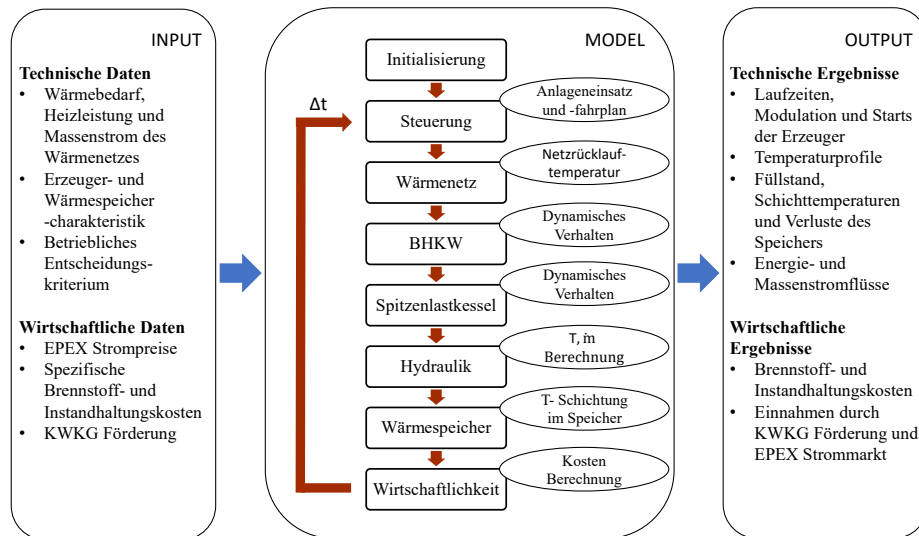 INPUT
Technische Daten
• Wärmebedarf,
Heizleistung und
Massenstrom des
Wärmenetzes
• Erzeuger- und
Wärmespeicher
-charakteristik
• Betriebliches
Entscheidungs-
kriterium
Wirtschaftliche Daten
• EPEX Strompreise
• Spezifische
Brennstoff- und
Instandhaltungskosten
• KWKG Förderung
MODEL
Δt
Initialisierung
Steuerung
Anlageneinsatz
und -fahrplan
Wärmenetz
Netzrücklauf-
temperatur
BHKW
Dynamisches
Verhalten
Spitzenlastkessel
Dynamisches
Verhalten
Hydraulik
T, ṁ
Berechnung
Wärmespeicher
T- Schichtung
im Speicher
Wirtschaftlichkeit
Kosten
Berechnung
OUTPUT
Technische Ergebnisse
• Laufzeiten,
Modulation und Starts
der Erzeuger
• Temperaturprofile
• Füllstand,
Schichttemperaturen
und Verluste des
Speichers
• Energie- und
Massenstromflüsse
Wirtschaftliche
Ergebnisse
• Brennstoff- und
Instandhaltungskosten
• Einnahmen durch
KWKG Förderung und
EPEX Strommarkt